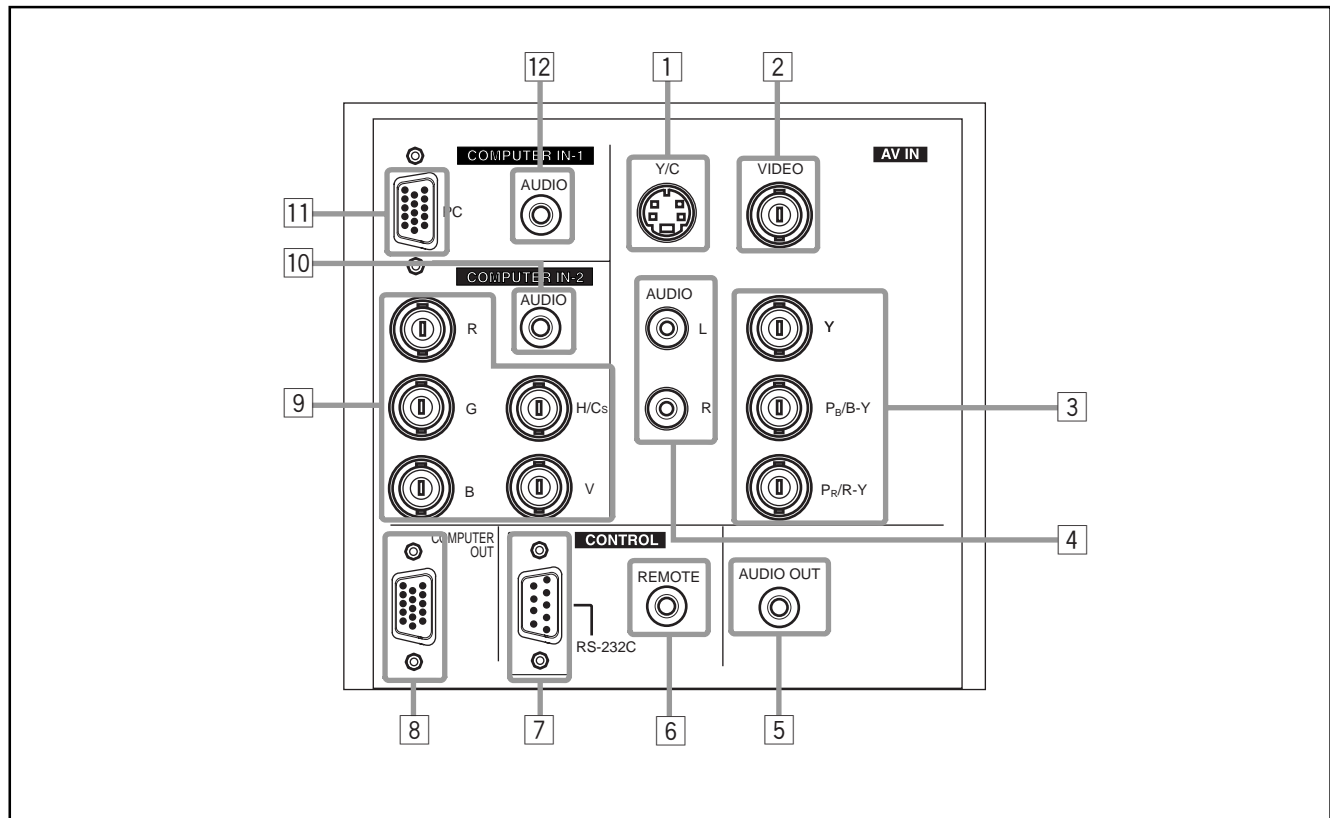 12
1
2
COMPUTER IN-1
AV IN
Y/C
VIDEO
AUDIO
11
PC
10
COMPUTER IN-2
AUDIO
AUDIO
R
L
Y
9
G
H/Cs
R
PB/B-Y
3
B
V
PR/R-Y
4
COMPUTER
OUT
CONTROL
REMOTE
AUDIO OUT
RS-232C
8
7
6
5